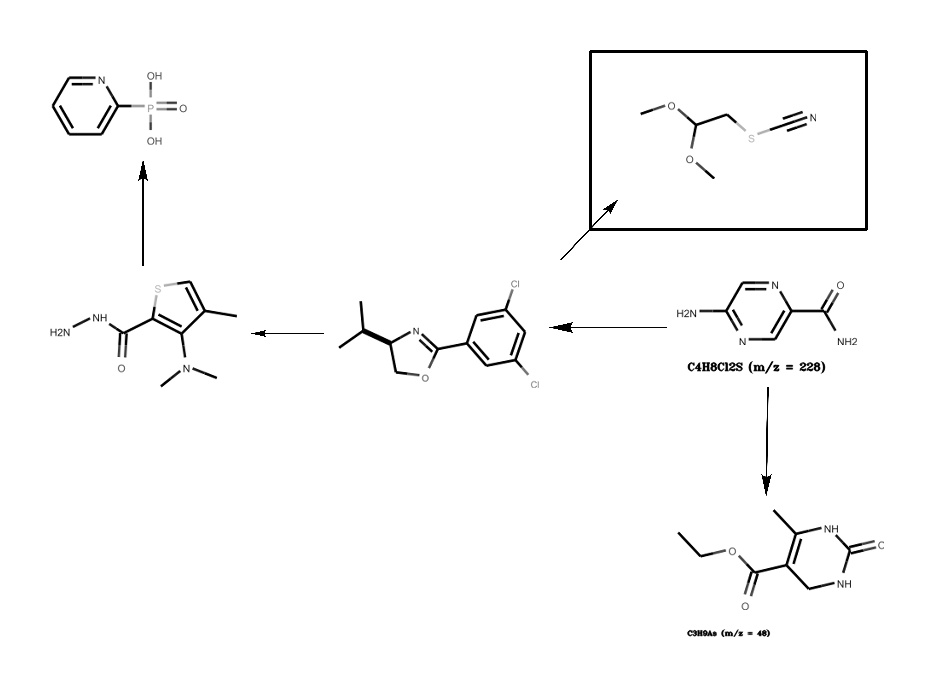 N
OH
P
O
OH
O
O
S
N
S
NH
H2N
O
N
Cl
N
O
Cl
N
O
H2N
N
NH2
C4H8Cl2S (m/z = 228)
NH
O
O
NH
O
C3H9As (m/z = 48)